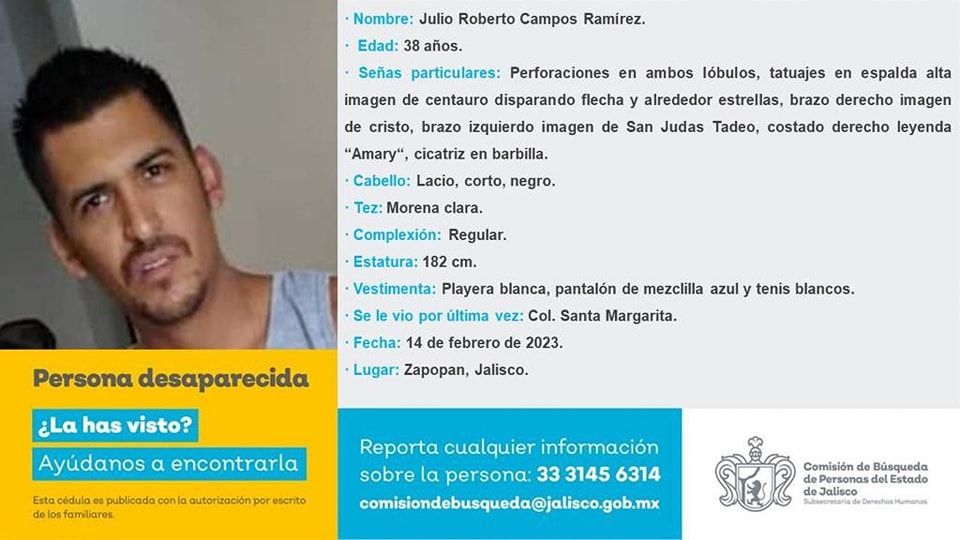 · Nombre: Julio Roberto Campos Ramírez.
· Edad: 38 años.
· Señas particulares: Perforaciones en ambos lóbulos, tatuajes en espalda alta
imagen de centauro disparando flecha y alrededor estrellas, brazo derecho imagen
de cristo, brazo izquierdo imagen de San Judas Tadeo, costado derecho leyenda
“Amary“, cicatriz en barbilla.
· Cabello: Lacio, corto, negro.
· Tez: Morena clara.
· Complexión: Regular.
· Estatura: 182 cm.
· Vestimenta: Playera blanca, pantalón de mezclilla azul y tenis blancos.
· Se le vio por última vez: Col. Santa Margarita.
· Fecha: 14 de febrero de 2023.
· Lugar: Zapopan, Jalisco.
Persona desaparecida
¿La has visto?
Ayúdanos a encontrarla
Esta cédula es publicada con la autorización por escrito
de los familiares.
Reporta cualquier información
sobre la persona: 33 3145 6314
comisiondebusqueda@jalisco.gob.mx
Comisión de Búsqueda
de Personas del Estado
de Jalisco
Subsecretaría de Derechos Humanos